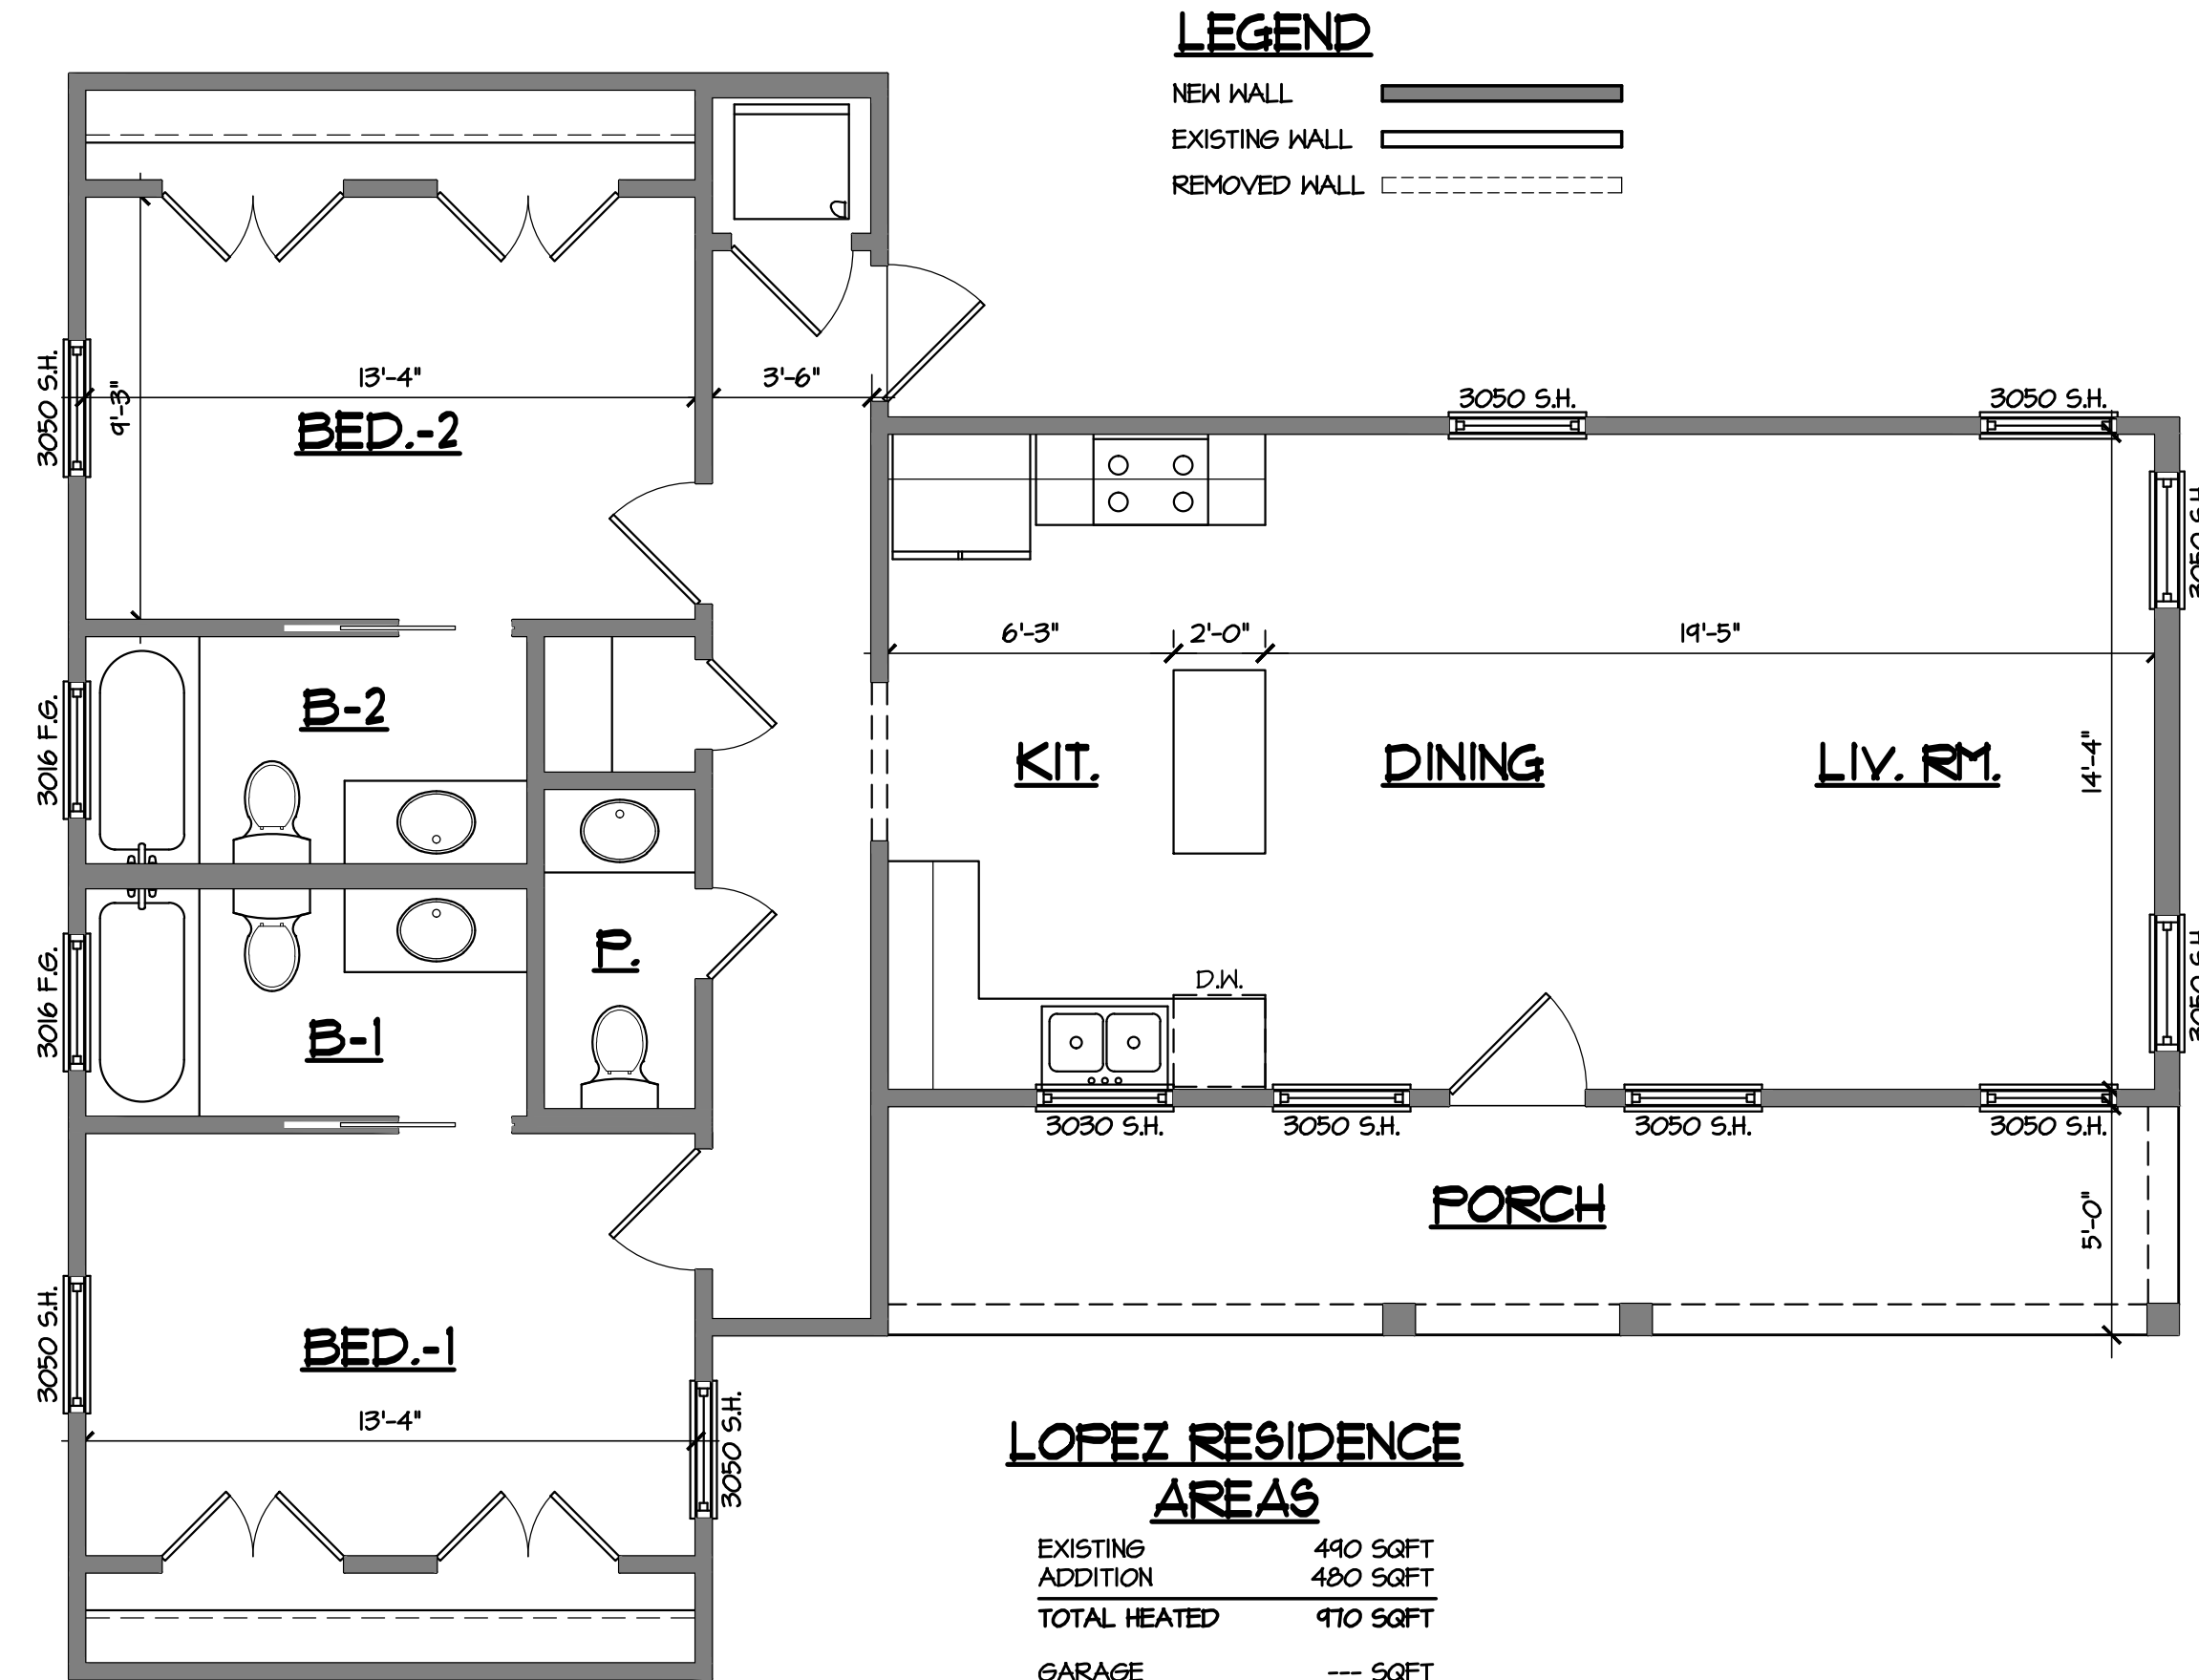 LEGEND
NEW WALL
EXISTING WALL
REMOVED WALL
3050 S.H.
9'-3"
13'-4"
3'-6"
BED.-2
3050 S.H.
3050 S.H.
3050 S.H.
6'-3"
2'-0"
19'-5"
3016 F.G.
B-2
KIT.
DINING
LIV. RM.
14'-4"
3016 F.G.
P.
B-1
D.W.
3050 S.H.
3030 S.H.
3050 S.H.
3050 S.H.
3050 S.H.
PORCH
5'-0"
3050 S.H.
BED.-1
13'-4"
3050 S.H.
LOPEZ RESIDENCE
AREAS
EXISTING 490 SQFT
ADDITION 480 SQFT
TOTAL HEATED 970 SQFT
GARAGE --- SQFT